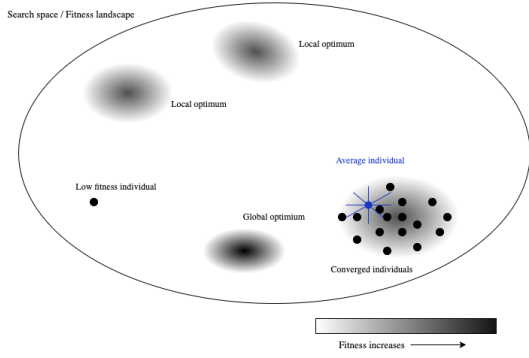 Search space / Fitness landscape
Local optimum
Local optimum
Average individual
Low fitness individual
Global optimium
Converged individuals
Fitness increases